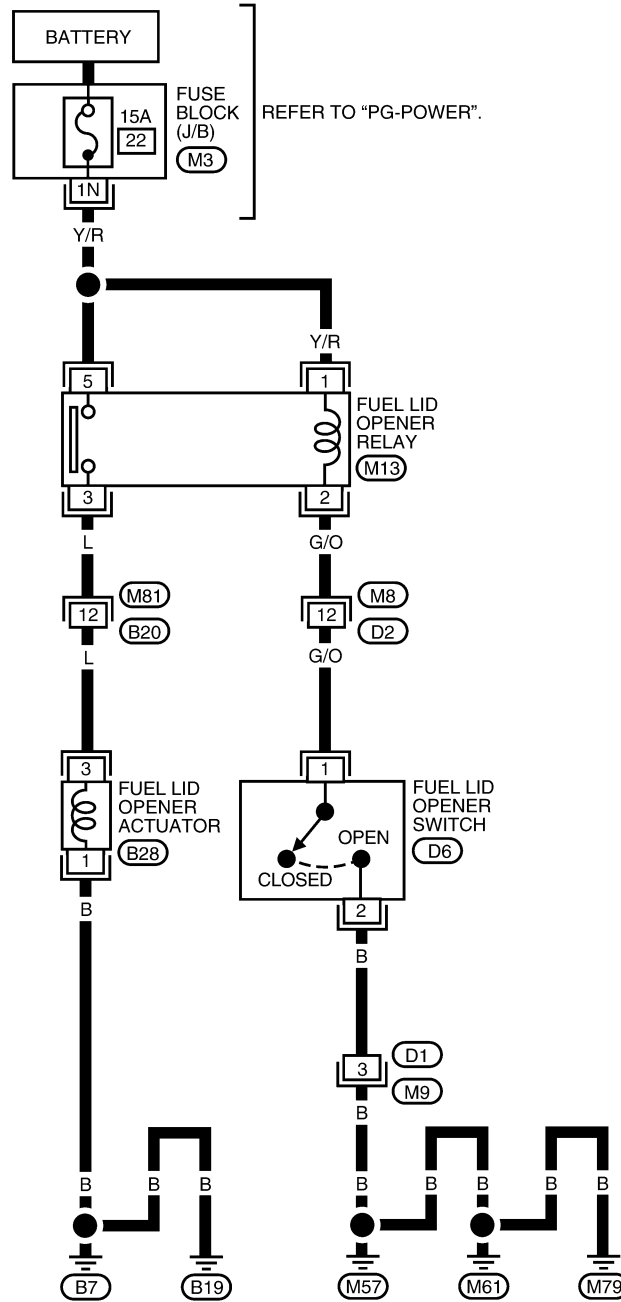 BATTERY
FUSE
BLOCK
(J/B)
M3
15A
22
REFER TO “PG-POWER”.
1N
Y/R
Y/R
5
1
FUEL LID
OPENER
RELAY
M13
3
2
L
G/O
12
M81
B20
12
M8
D2
L
G/O
3
FUEL LID
OPENER
ACTUATOR
B28
1
1
FUEL LID
OPENER
SWITCH
D6
OPEN
CLOSED
2
B
B
3
D1
M9
B
B
B
B
B
B
B
B
B
B7
B19
M57
M61
M79